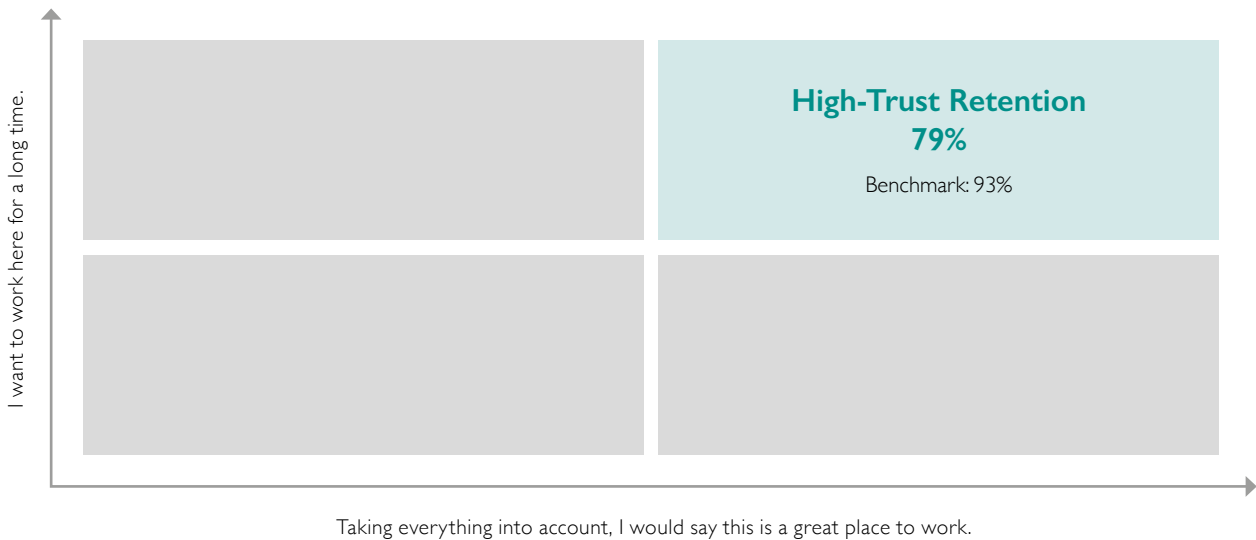 I want to work here for a long time.
High-Trust Retention
79%
Benchmark: 93%
Taking everything into account, I would say this is a great place to work.